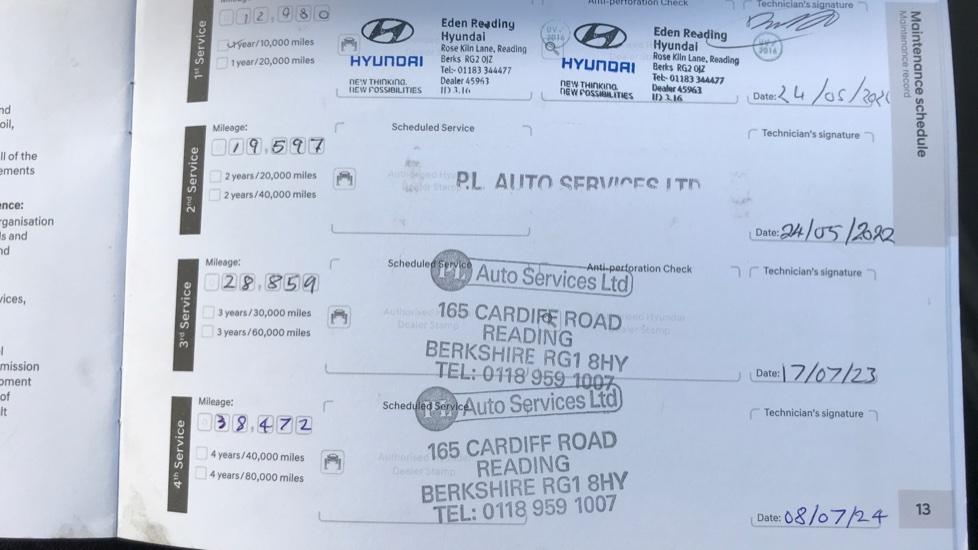 Maintenance schedule
Maintenance record
1st Service
12,980
1 year/10,000 miles
1 year/20,000 miles
HYUNDAI
NEW THINKING.
NEW POSSIBILITIES
Eden Reading
Hyundai
Rose Kiln Lane, Reading
Berks RG2 0JZ
Tel:- 01183 344477
Dealer 45963
Anti-perforation Check
HYUNDAI
NEW THINKING.
NEW POSSIBILITIES
Eden Reading
Hyundai
Rose Kiln Lane, Reading
Berks RG2 0JZ
Tel:- 01183 344477
Dealer 45963
Technician's signature
Date: 24/05/202
2nd Service
Mileage:
19,597
2 years/20,000 miles
2 years/40,000 miles
Scheduled Service
P.L. AUTO SERVICES LTD
Technician's signature
Date: 24/05/2022
3rd Service
Mileage:
28,859
3 years/30,000 miles
3 years/60,000 miles
Scheduled Service
Anti-perforation Check
PL Auto Services Ltd
165 CARDIFF ROAD
READING
BERKSHIRE RG1 8HY
TEL: 0118 959 1007
Technician's signature
Date: 17/07/23
4th Service
Mileage:
38,472
4 years/40,000 miles
4 years/80,000 miles
Scheduled Service
PL Auto Services Ltd
165 CARDIFF ROAD
READING
BERKSHIRE RG1 8HY
TEL: 0118 959 1007
Technician's signature
Date: 08/07/24
13
nd
oil,
ll of the
ements
ence:
rganisation
s and
nd
vices,
mission
pment
of
lt